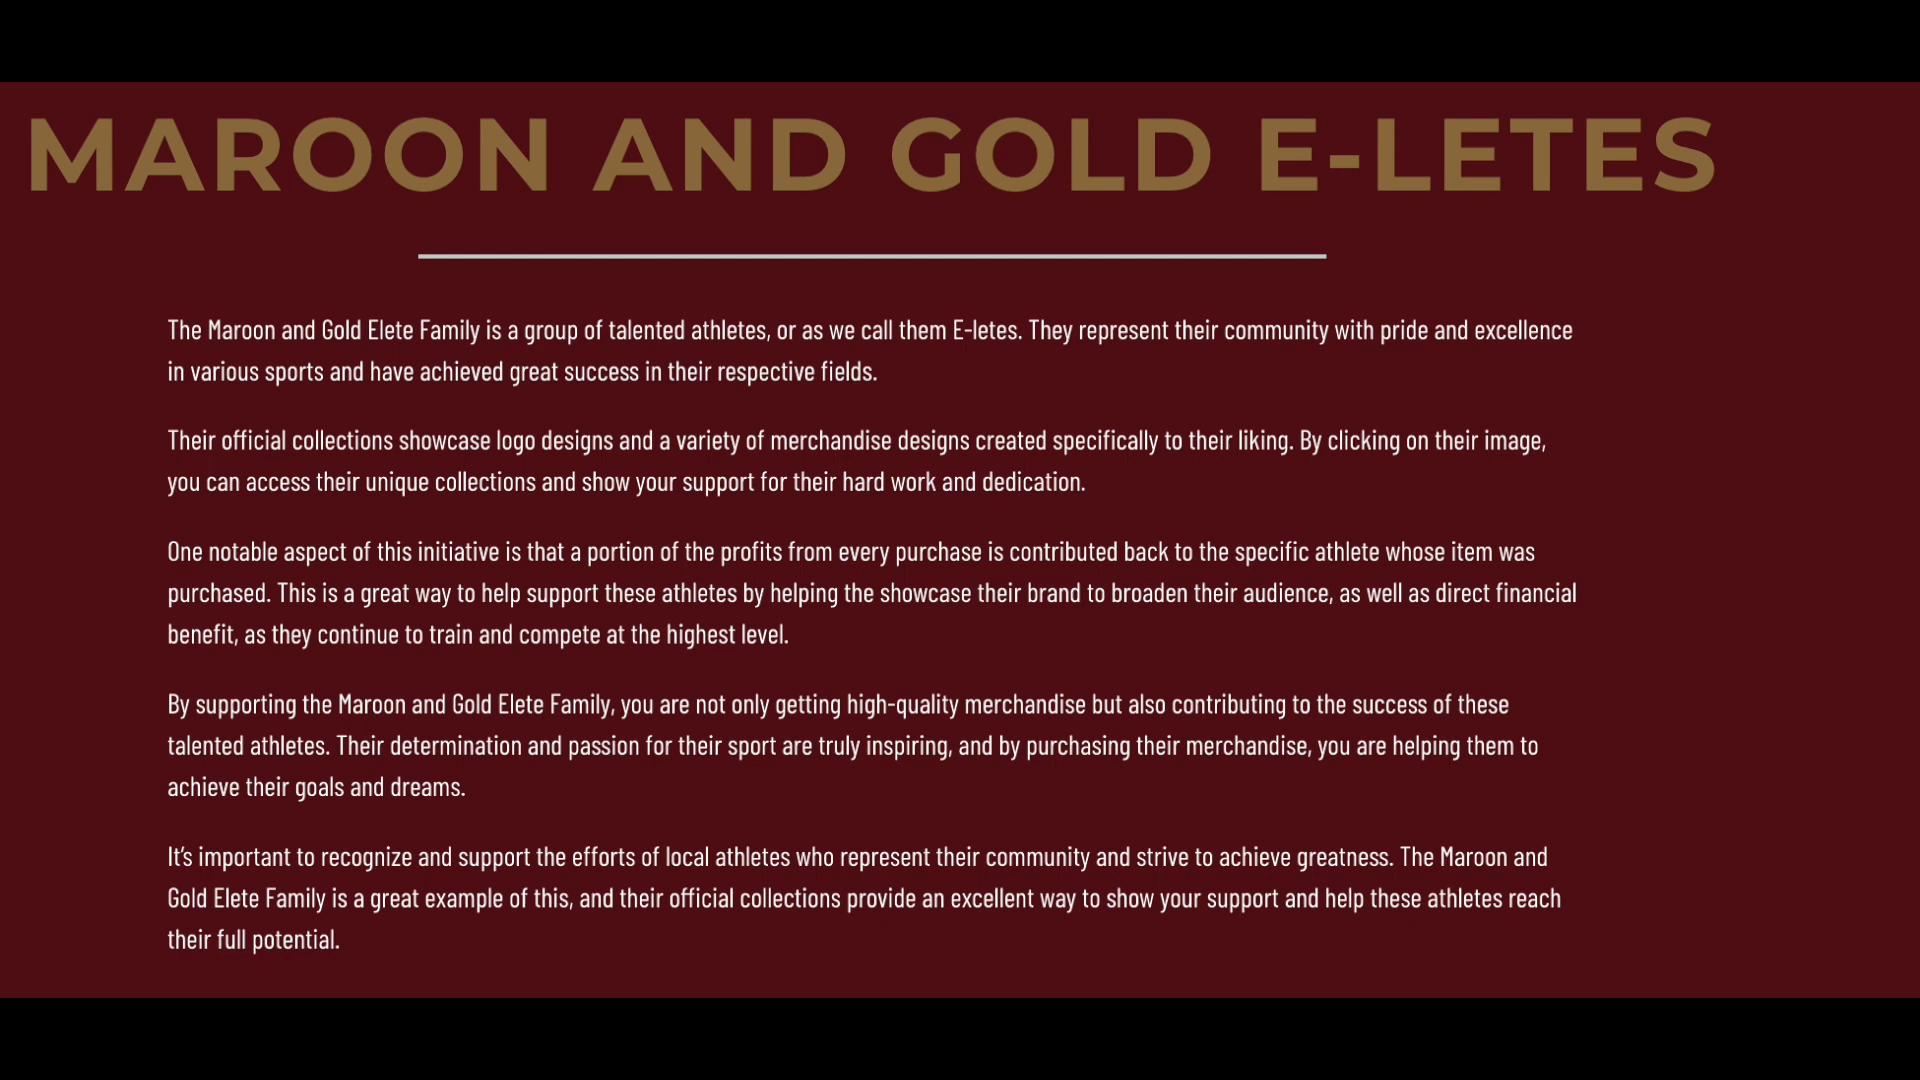 MAROON AND GOLD E-LETES
The Maroon and Gold Elete Family is a group of talented athletes, or as we call them E-letes. They represent their community with pride and excellence
in various sports and have achieved great success in their respective fields.
Their official collections showcase logo designs and a variety of merchandise designs created specifically to their liking. By clicking on their image,
you can access their unique collections and show your support for their hard work and dedication.
One notable aspect of this initiative is that a portion of the profits from every purchase is contributed back to the specific athlete whose item was
purchased. This is a great way to help support these athletes by helping the showcase their brand to broaden their audience, as well as direct financial
benefit, as they continue to train and compete at the highest level.
By supporting the Maroon and Gold Elete Family, you are not only getting high-quality merchandise but also contributing to the success of these
talented athletes. Their determination and passion for their sport are truly inspiring, and by purchasing their merchandise, you are helping them to
achieve their goals and dreams.
It's important to recognize and support the efforts of local athletes who represent their community and strive to achieve greatness. The Maroon and
Gold Elete Family is a great example of this, and their official collections provide an excellent way to show your support and help these athletes reach
their full potential.